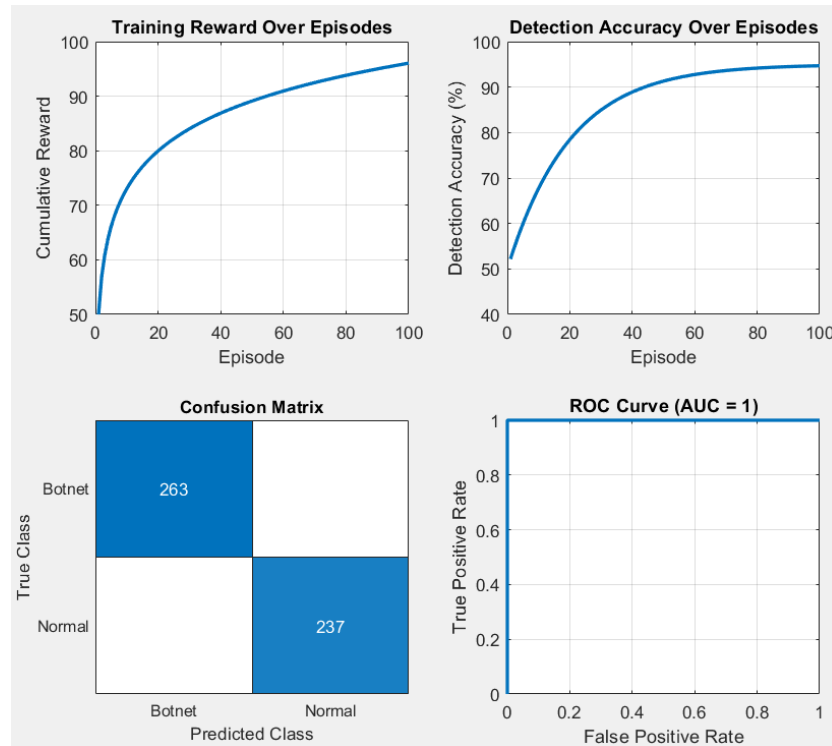 Training Reward Over Episodes
100
90
80
70
60
50
Cumulative Reward
0 20 40 60 80 100
Episode
Detection Accuracy Over Episodes
100
90
80
70
60
50
40
Detection Accuracy (%)
0 20 40 60 80 100
Episode
Confusion Matrix
True Class
Botnet
263
Normal
237
Botnet Normal
Predicted Class
ROC Curve (AUC = 1)
1
0.8
0.6
0.4
0.2
0
True Positive Rate
0 0.2 0.4 0.6 0.8 1
False Positive Rate